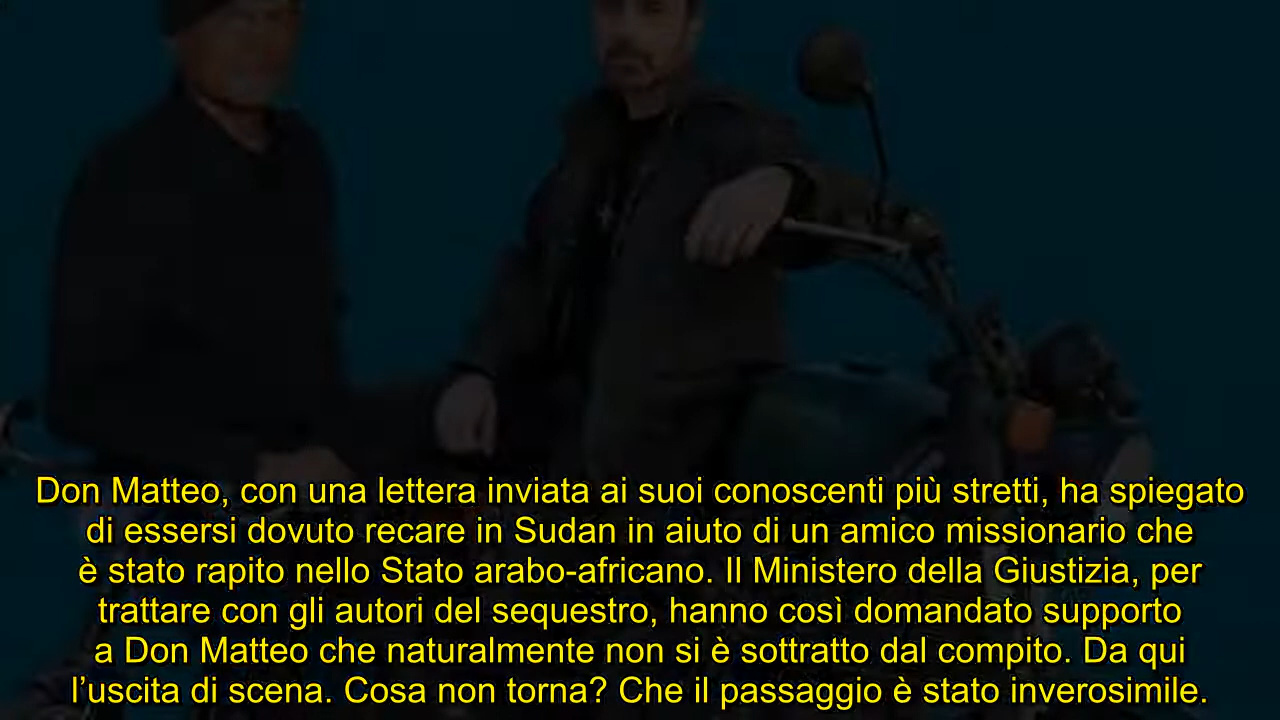 Don Matteo, con una lettera inviata ai suoi conoscenti più stretti, ha spiegato
di essersi dovuto recare in Sudan in aiuto di un amico missionario che
è stato rapito nello Stato arabo-africano. Il Ministero della Giustizia, per
trattare con gli autori del sequestro, hanno così domandato supporto
a Don Matteo che naturalmente non si è sottratto dal compito. Da qui
l’uscita di scena. Cosa non torna? Che il passaggio è stato inverosimile.